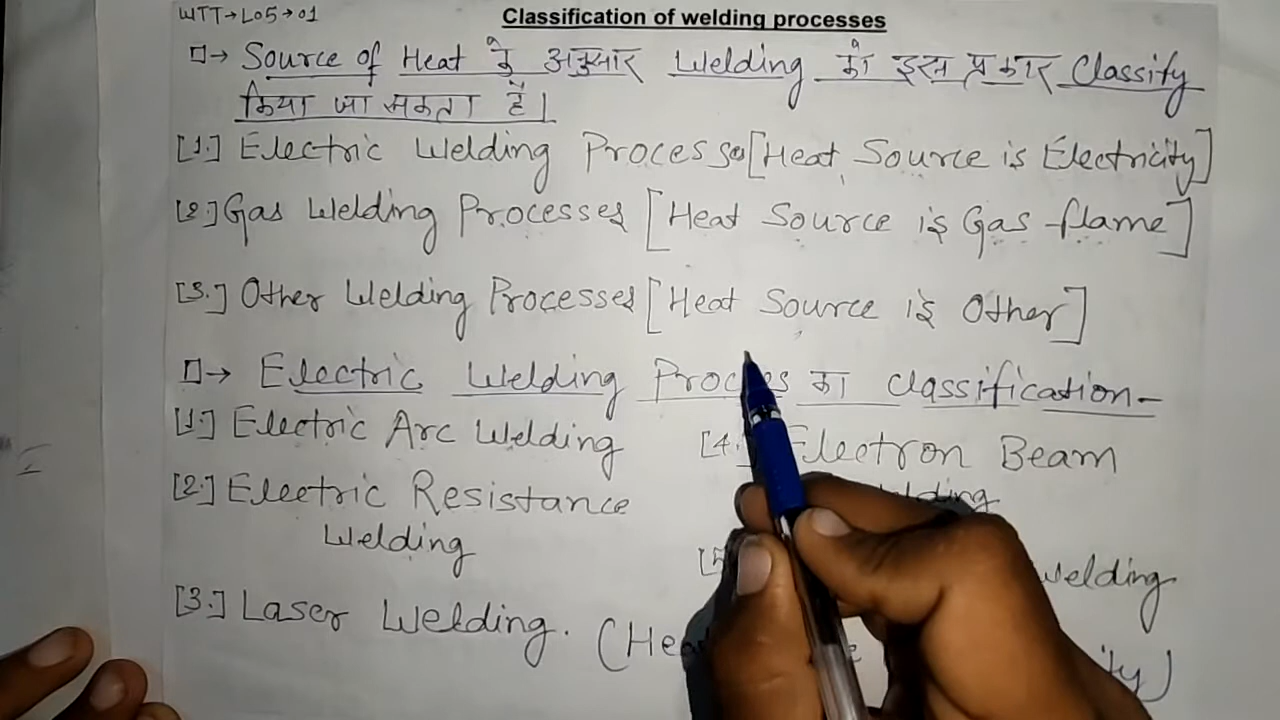 WTT→L05→01
Classification of welding processes
□→ Source of Heat के अनुसार Welding को इस प्रकार Classify
किया जा सकता है।
[1.] Electric Welding Processes [Heat Source is Electricity]
[2.] Gas Welding Processes [Heat Source is Gas-flame]
[3.] Other Welding Processes [Heat Source is Other]
□→ Electric Welding Process का classification-
[1.] Electric Arc Welding
[2.] Electric Resistance
Welding
[3.] Laser Welding.
[4.] Electron Beam
Welding
Welding